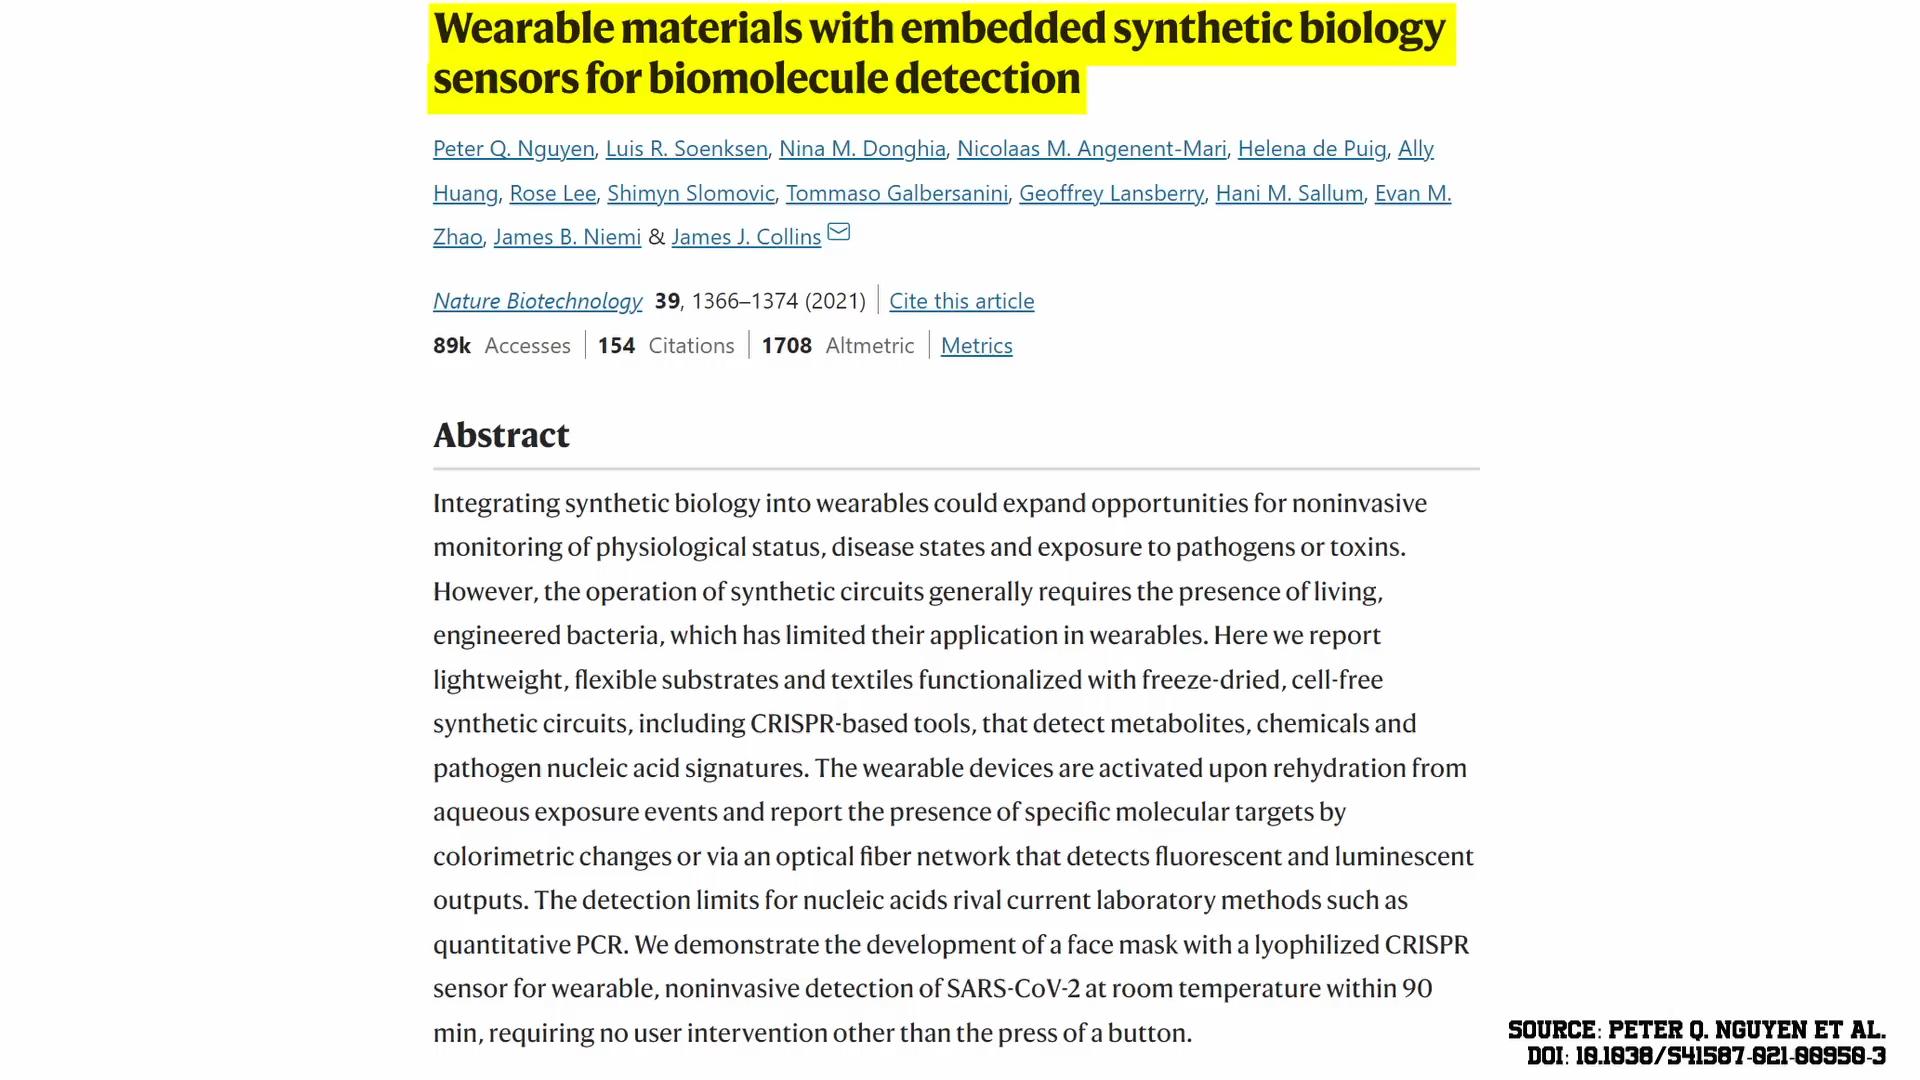 Wearable materials with embedded synthetic biology
sensors for biomolecule detection
Peter Q. Nguyen, Luis R. Soenksen, Nina M. Donghia, Nicolaas M. Angenent-Mari, Helena de Puig, Ally
Huang, Rose Lee, Shimyn Slomovic, Tommaso Galbersanini, Geoffrey Lansberry, Hani M. Sallum, Evan M.
Zhao, James B. Niemi & James J. Collins
Nature Biotechnology 39, 1366–1374 (2021) Cite this article
89k Accesses 154 Citations 1708 Altmetric Metrics
Abstract
Integrating synthetic biology into wearables could expand opportunities for noninvasive
monitoring of physiological status, disease states and exposure to pathogens or toxins.
However, the operation of synthetic circuits generally requires the presence of living,
engineered bacteria, which has limited their application in wearables. Here we report
lightweight, flexible substrates and textiles functionalized with freeze-dried, cell-free
synthetic circuits, including CRISPR-based tools, that detect metabolites, chemicals and
pathogen nucleic acid signatures. The wearable devices are activated upon rehydration from
aqueous exposure events and report the presence of specific molecular targets by
colorimetric changes or via an optical fiber network that detects fluorescent and luminescent
outputs. The detection limits for nucleic acids rival current laboratory methods such as
quantitative PCR. We demonstrate the development of a face mask with a lyophilized CRISPR
sensor for wearable, noninvasive detection of SARS-CoV-2 at room temperature within 90
min, requiring no user intervention other than the press of a button.
SOURCE: PETER Q. NGUYEN ET AL.
DOI: 10.1038/S41587-021-00950-3